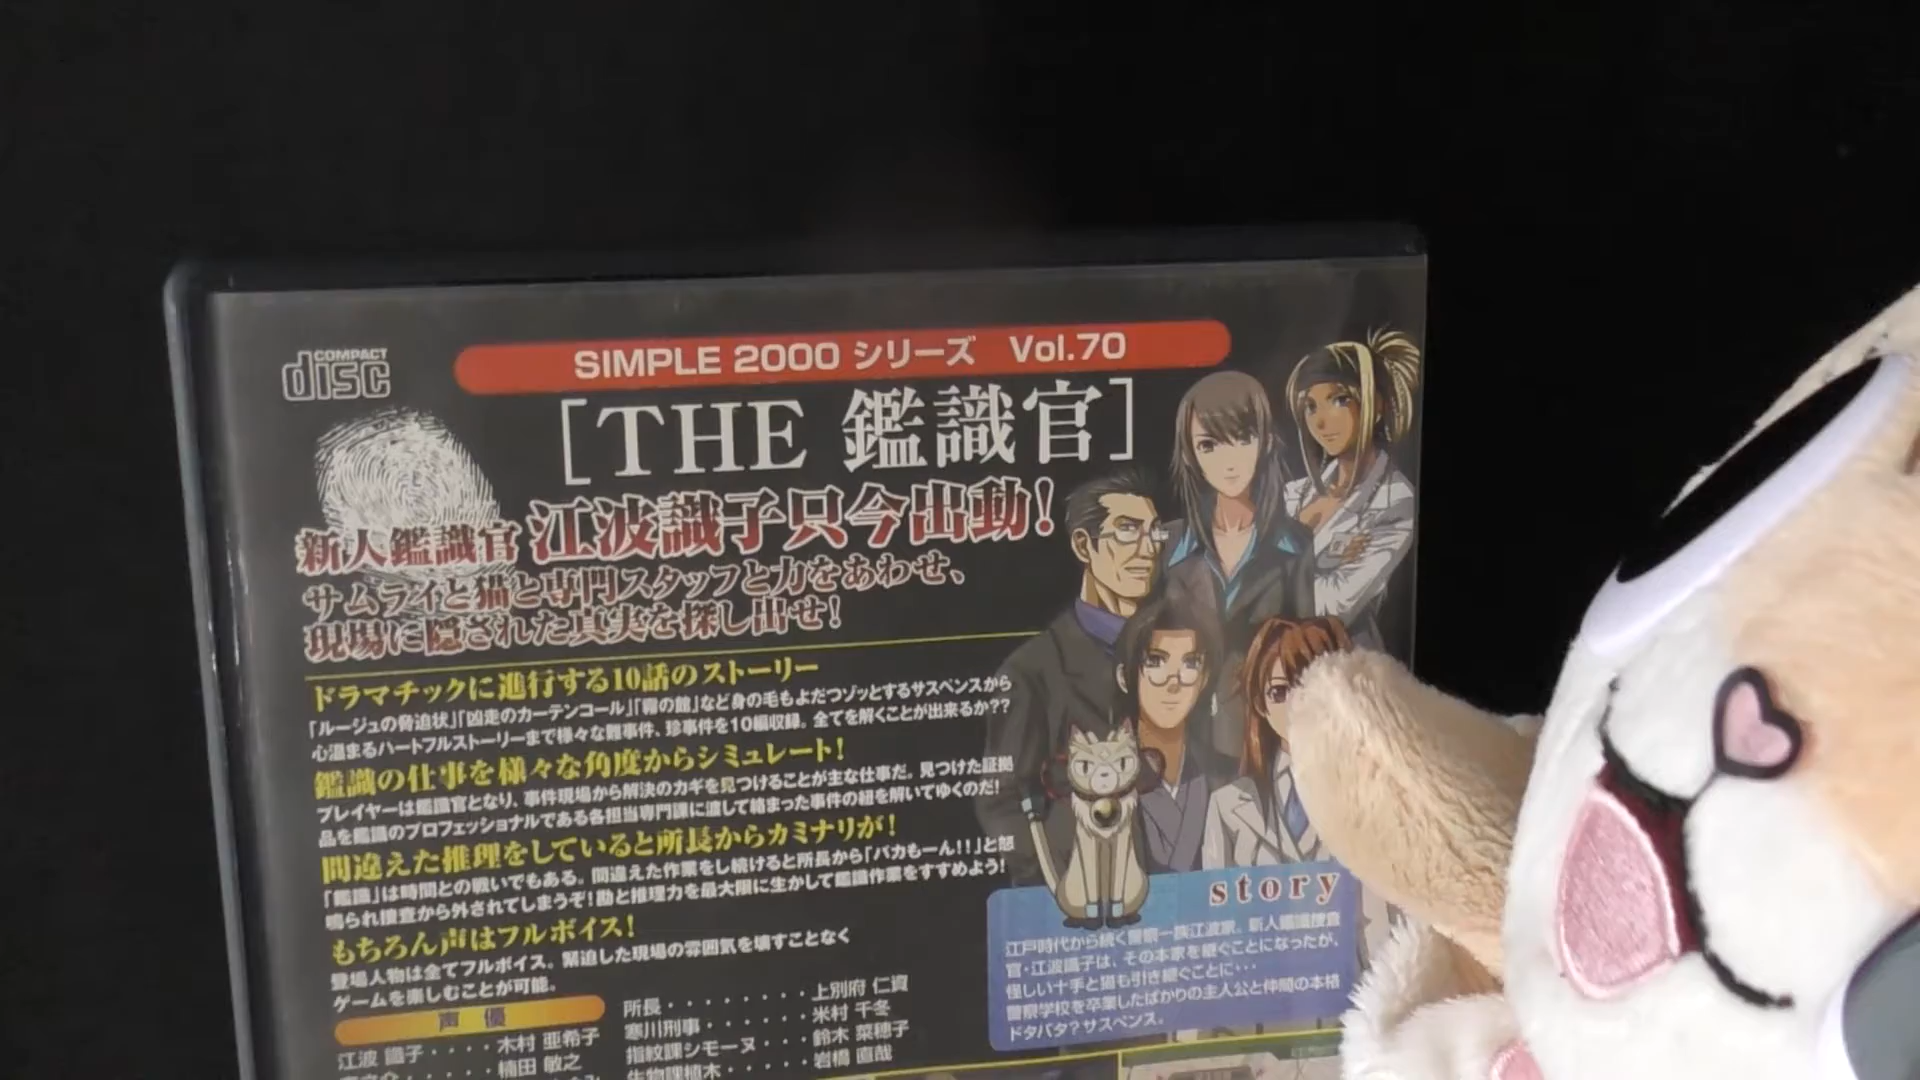 COMPACT
disc
SIMPLE 2000 シリーズ Vol.70
[THE 鑑識官]
新人鑑識官 江波識子只今出動!
サムライと猫と専門スタッフと力をあわせ、
現場に隠された真実を探し出せ!
ドラマチックに進行する10話のストーリー
「ルージュの脅迫状」「凶走のカーテンコール」「霧の館」など身の毛もよだつゾッとするサスペンスから
心温まるハートフルストーリーまで様々な難事件、珍事件を10編収録。全てを解くことが出来るか??
鑑識の仕事を様々な角度からシミュレート!
プレイヤーは鑑識官となり、事件現場から解決のカギを見つけることが主な仕事だ。見つけた証拠
品を鑑識のプロフェッショナルである各担当専門課に渡して絡まった事件の紐を解いてゆくのだ!
間違えた推理をしていると所長からカミナリが!
「鑑識」は時間との戦いでもある。間違えた作業をし続けると所長から「バカもーん!!」と怒
鳴られ捜査から外されてしまうぞ!勘と推理力を最大限に生かして鑑識作業をすすめよう!
もちろん声はフルボイス!
登場人物は全てフルボイス。緊迫した現場の雰囲気を壊すことなく
ゲームを楽しむことが可能。
声 優
江波 識子・・・・木村 亜希子
楠田 敏之
所長・・・・・・・・・上別府 仁資
寒川刑事・・・・・・米村 千冬
指紋課シモーヌ・・・鈴木 菜穂子
生物課植木・・・・・岩橋 直哉
story
江戸時代から続く警察一族江波家。新人鑑識捜査
官・江波識子は、その本家を継ぐことになったが、
怪しい十手と猫も引き継ぐことに・・・
警察学校を卒業したばかりの主人公と仲間の本格
ドタバタ?サスペンス。